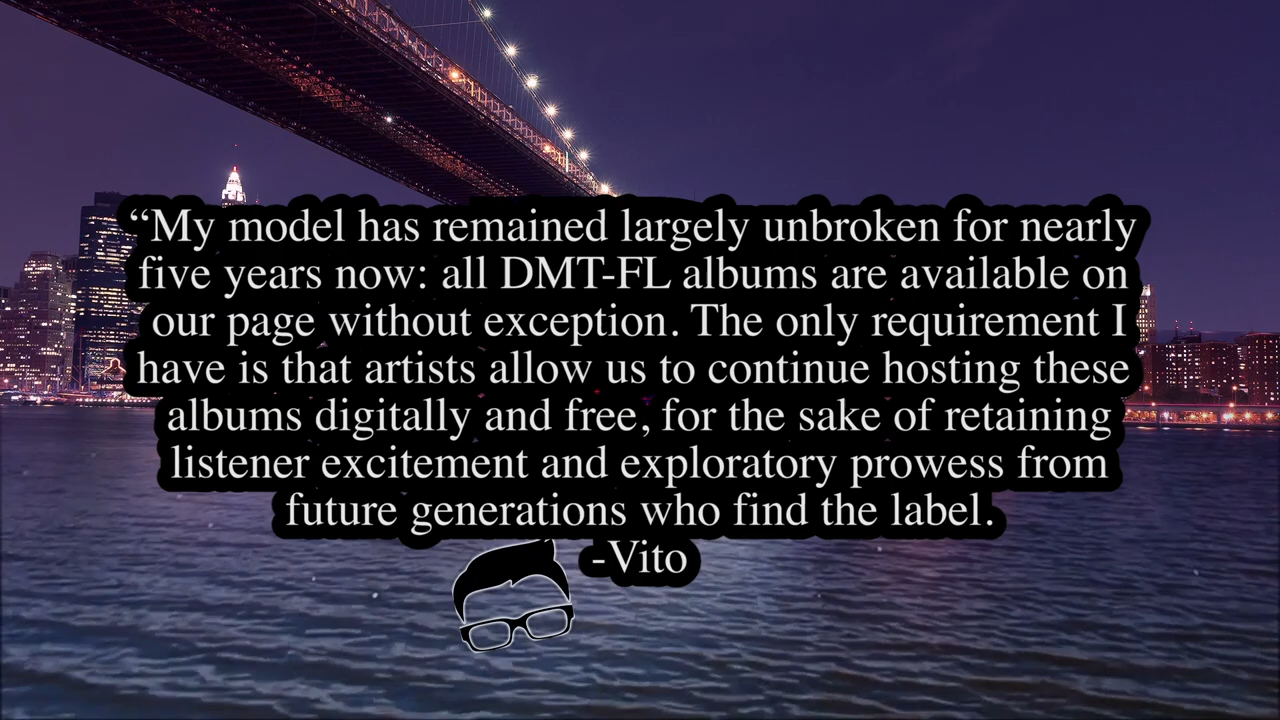 “My model has remained largely unbroken for nearly
five years now: all DMT-FL albums are available on
our page without exception. The only requirement I
have is that artists allow us to continue hosting these
albums digitally and free, for the sake of retaining
listener excitement and exploratory prowess from
future generations who find the label.
-Vito